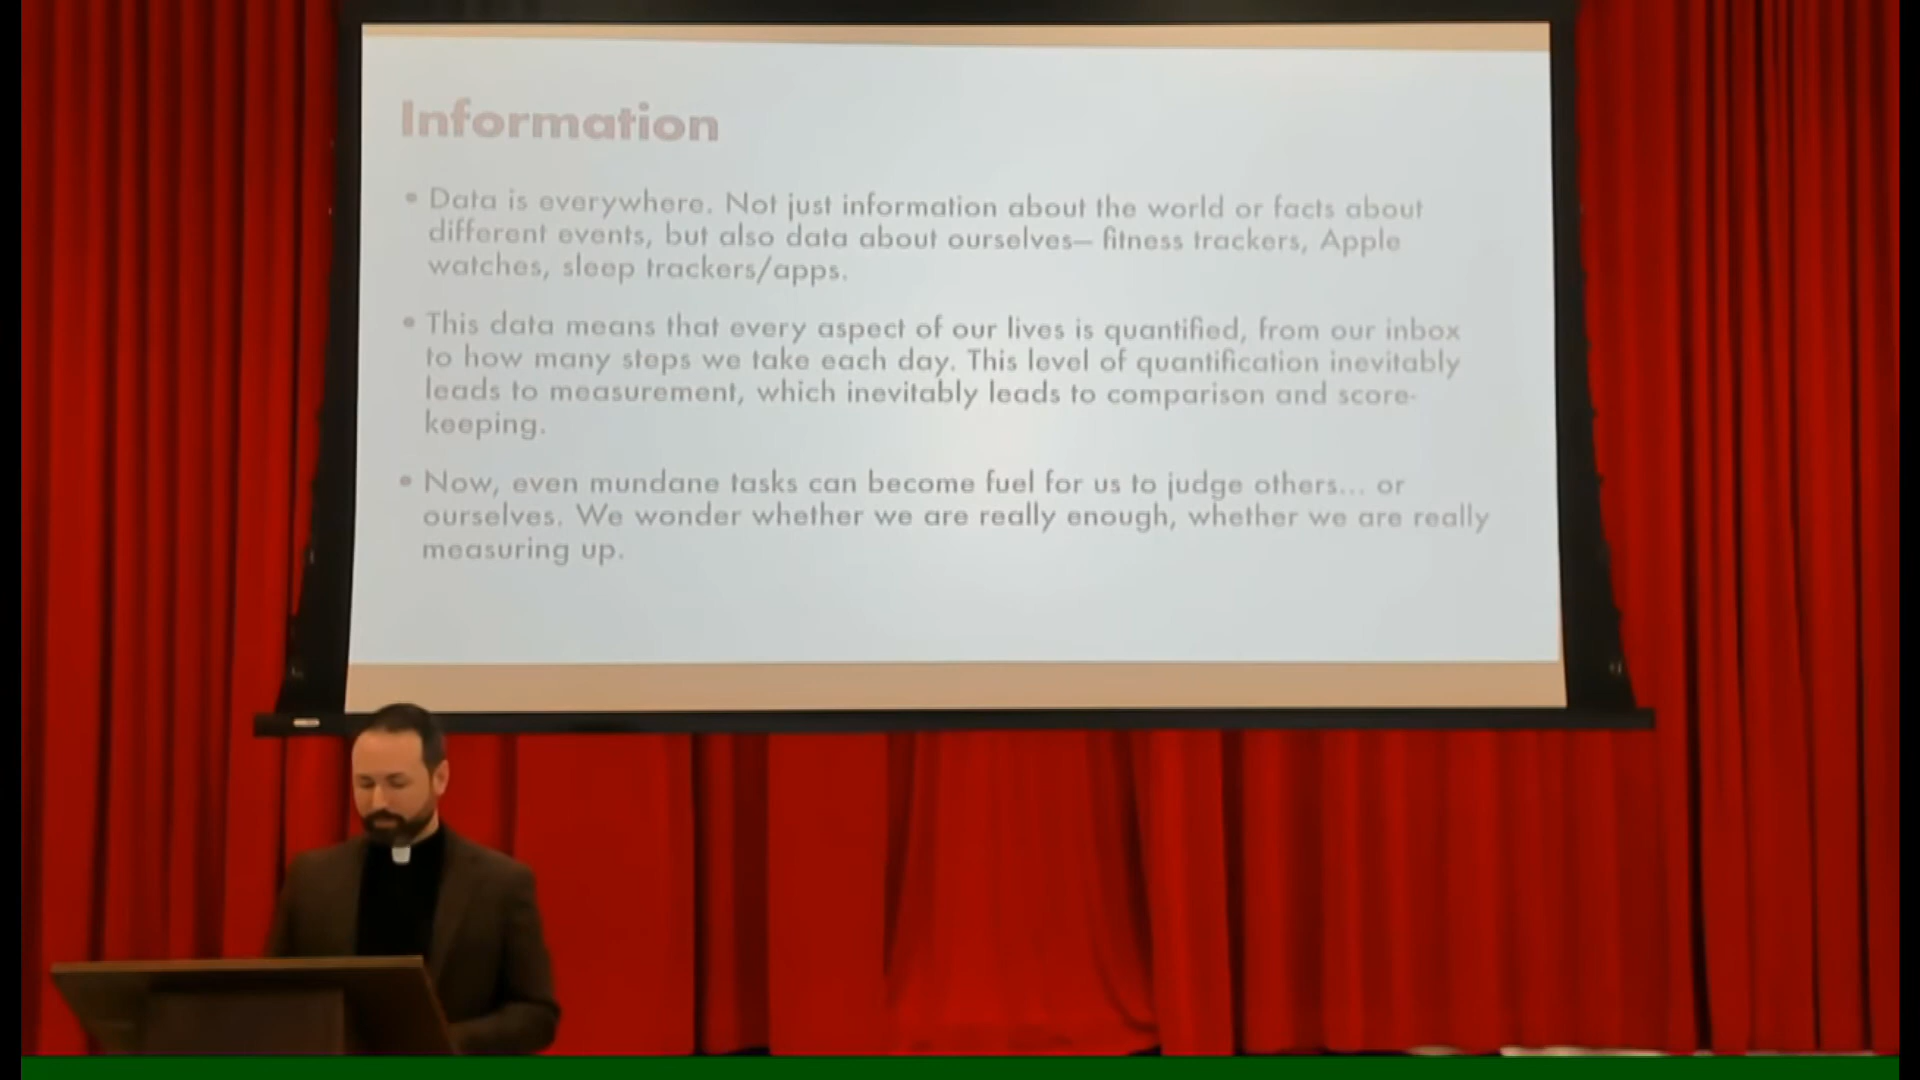 Information
• Data is everywhere. Not just information about the world or facts about
different events, but also data about ourselves— fitness trackers, Apple
watches, sleep trackers/apps.
• This data means that every aspect of our lives is quantified, from our inbox
to how many steps we take each day. This level of quantification inevitably
leads to measurement, which inevitably leads to comparison and score-
keeping.
• Now, even mundane tasks can become fuel for us to judge others... or
ourselves. We wonder whether we are really enough, whether we are really
measuring up.